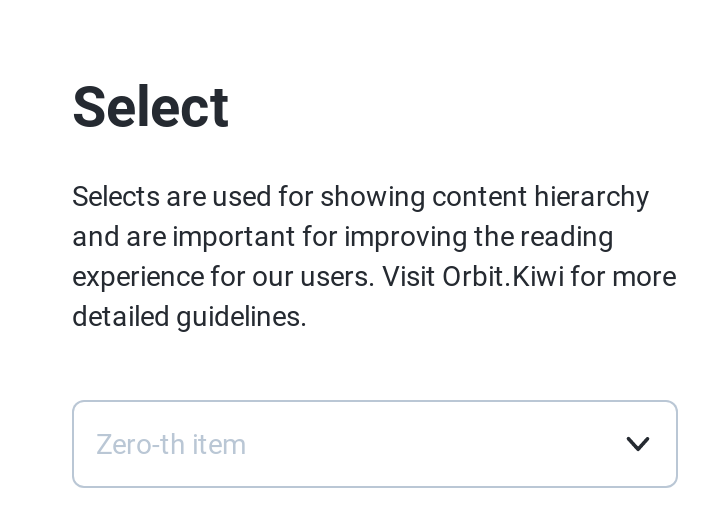 Select
Selects are used for showing content hierarchy
and are important for improving the reading
experience for our users. Visit Orbit.Kiwi for more
detailed guidelines.
Zero-th item